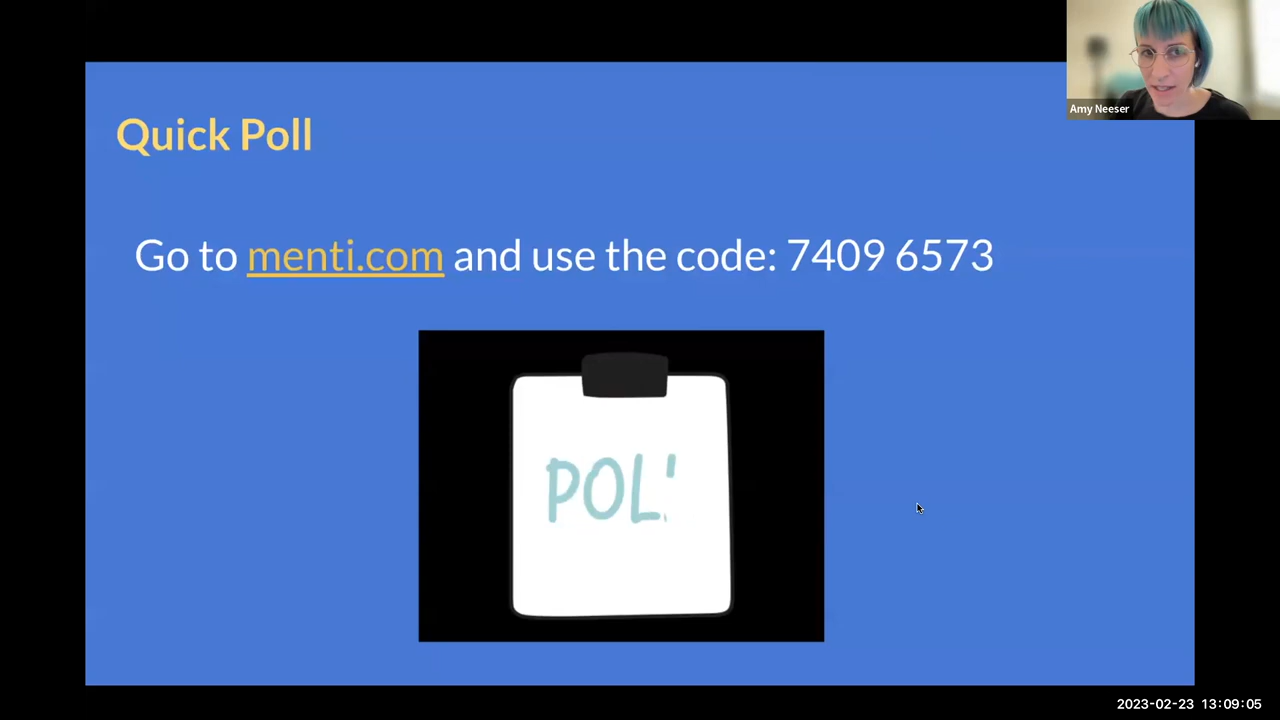 Amy Neeser
Quick Poll
Go to menti.com and use the code: 7409 6573
POL
2023-02-23 13:09:05